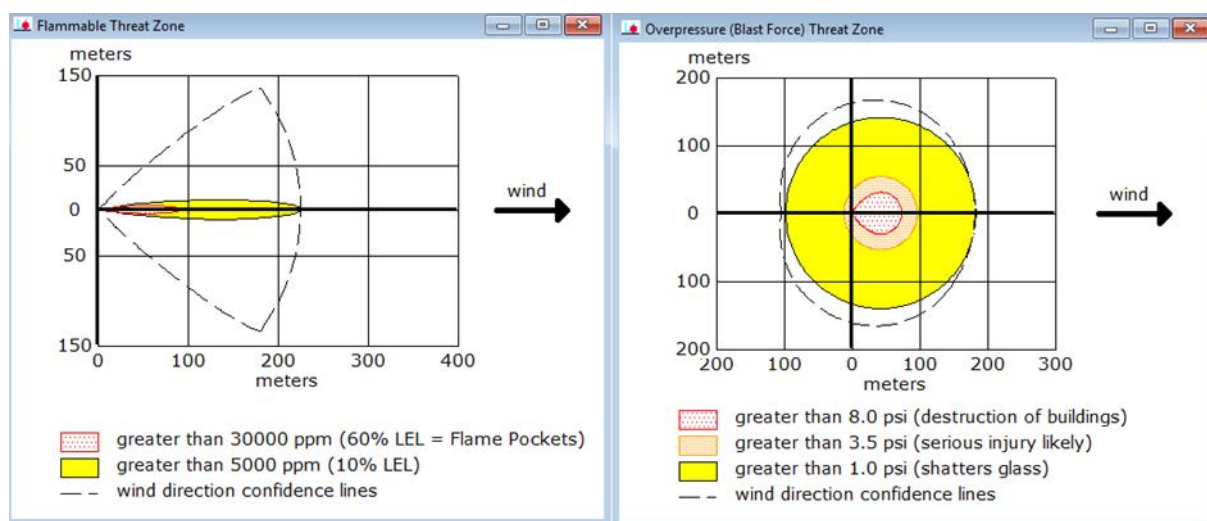 Flammable Threat Zone
meters
150
50
0
50
150
0 100 200 300 400
meters
wind
greater than 30000 ppm (60% LEL = Flame Pockets)
greater than 5000 ppm (10% LEL)
wind direction confidence lines
Overpressure (Blast Force) Threat Zone
meters
200
100
0
100
200
200 100 0 100 200 300
meters
wind
greater than 8.0 psi (destruction of buildings)
greater than 3.5 psi (serious injury likely)
greater than 1.0 psi (shatters glass)
wind direction confidence lines